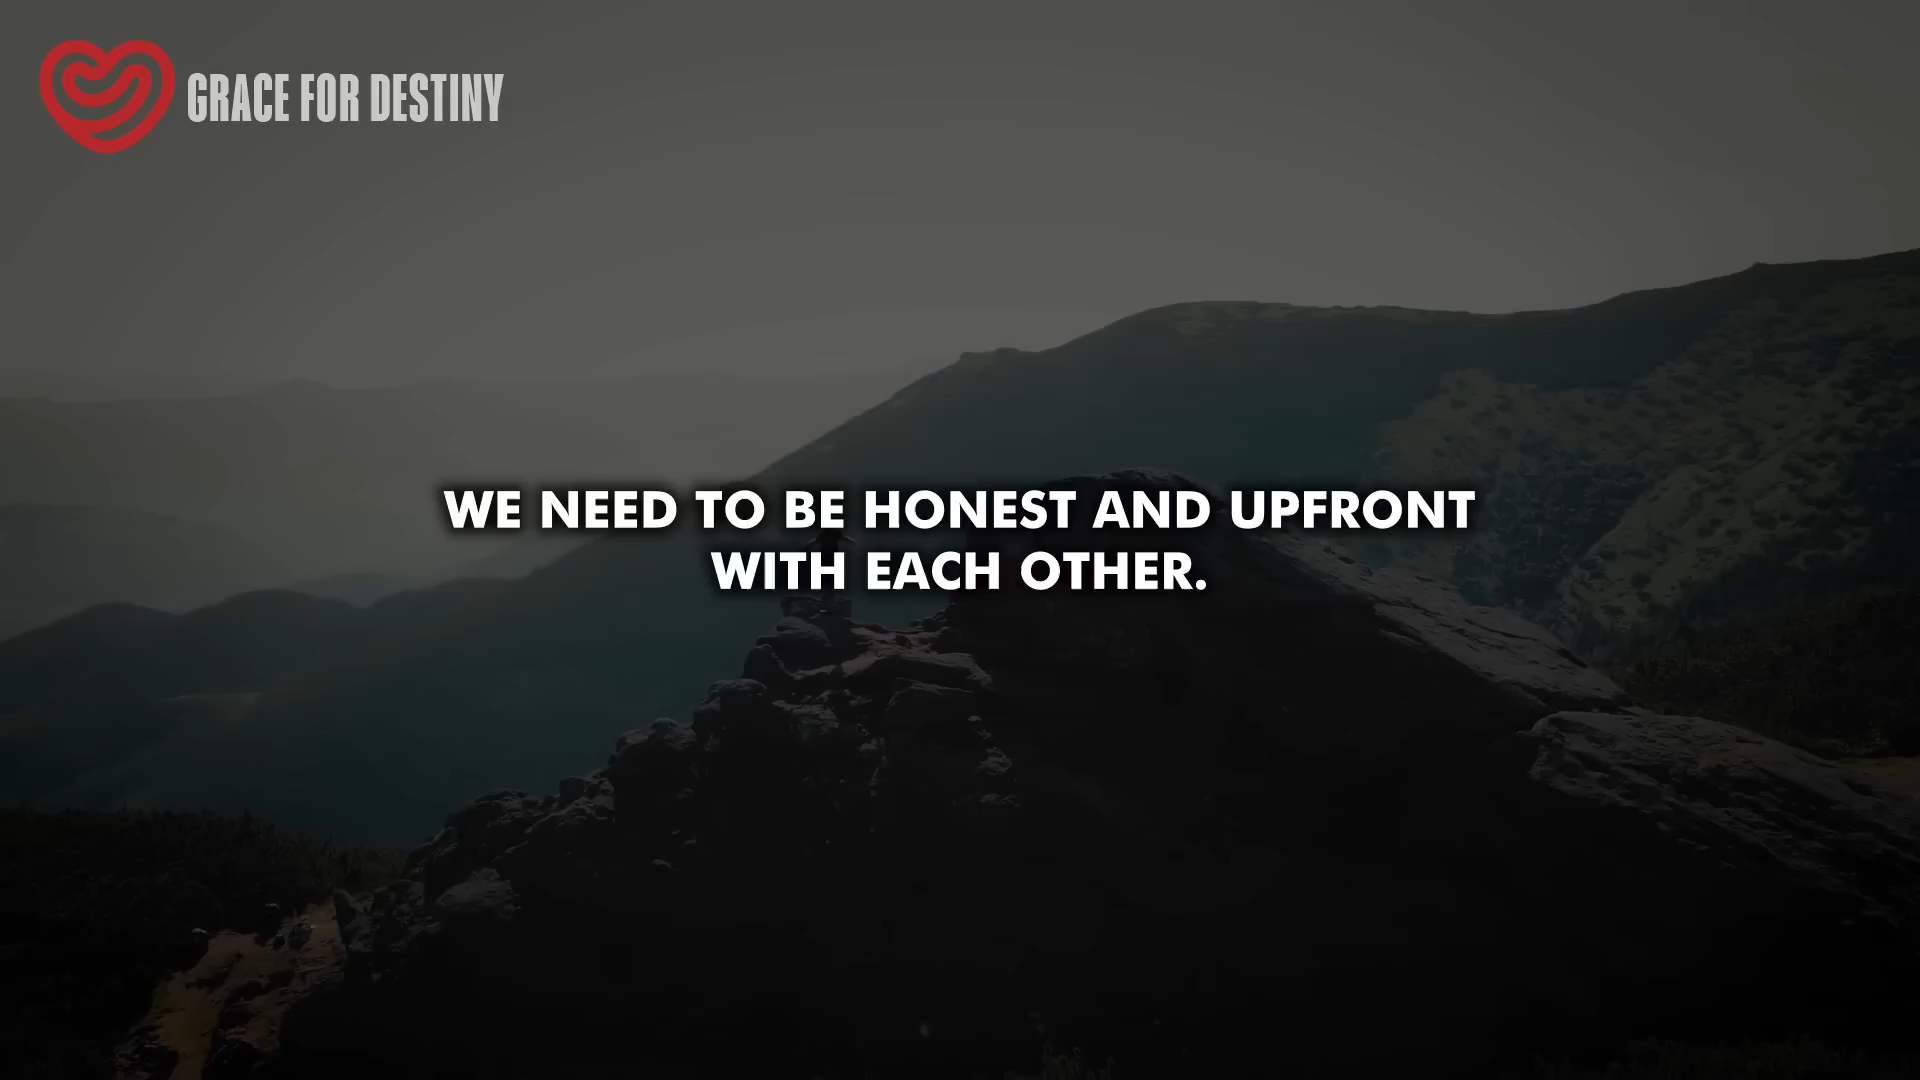 GRACE FOR DESTINY
WE NEED TO BE HONEST AND UPFRONT
WITH EACH OTHER.